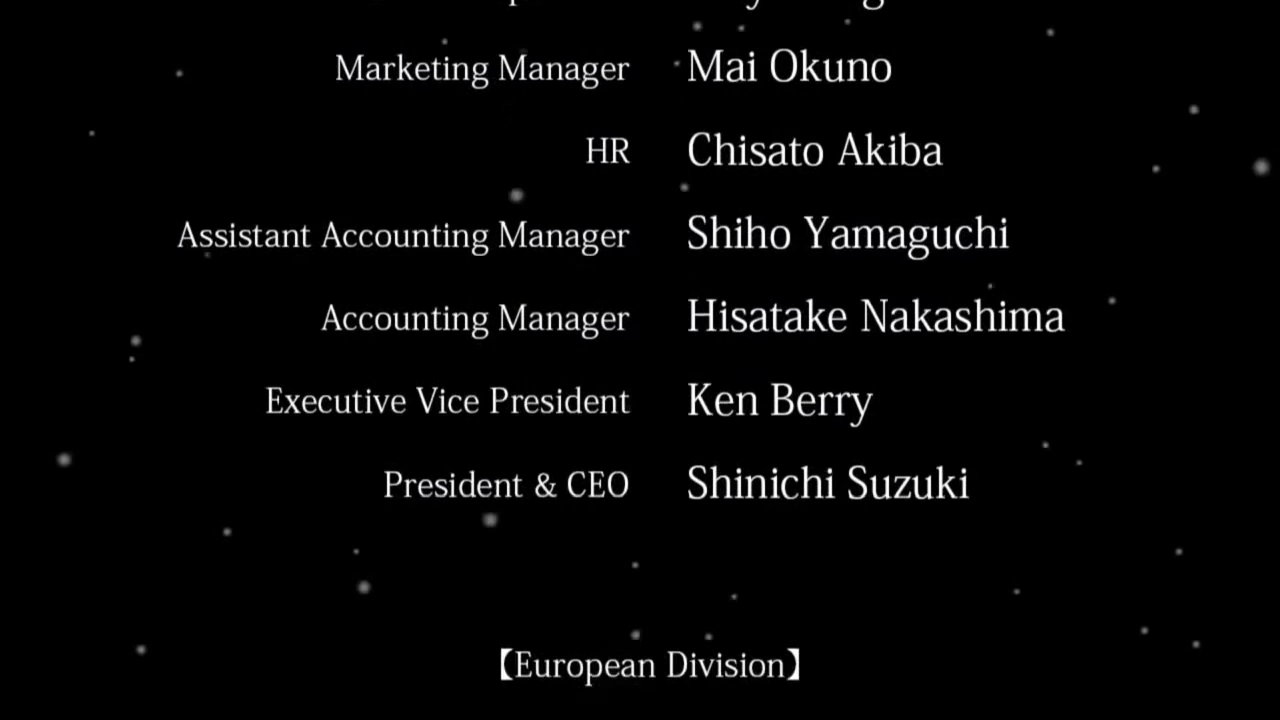 Marketing Manager Mai Okuno
HR Chisato Akiba
Assistant Accounting Manager Shiho Yamaguchi
Accounting Manager Hisatake Nakashima
Executive Vice President Ken Berry
President & CEO Shinichi Suzuki
【European Division】